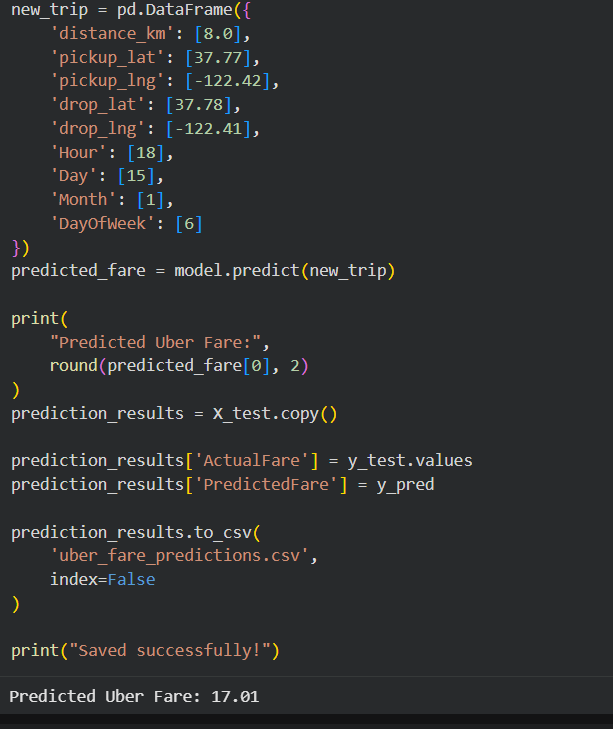 new_trip = pd.DataFrame({
    'distance_km': [8.0],
    'pickup_lat': [37.77],
    'pickup_lng': [-122.42],
    'drop_lat': [37.78],
    'drop_lng': [-122.41],
    'Hour': [18],
    'Day': [15],
    'Month': [1],
    'DayOfWeek': [6]
})
predicted_fare = model.predict(new_trip)

print(
    "Predicted Uber Fare:",
    round(predicted_fare[0], 2)
)
prediction_results = X_test.copy()

prediction_results['ActualFare'] = y_test.values
prediction_results['PredictedFare'] = y_pred

prediction_results.to_csv(
    'uber_fare_predictions.csv',
    index=False
)

print("Saved successfully!")
Predicted Uber Fare: 17.01